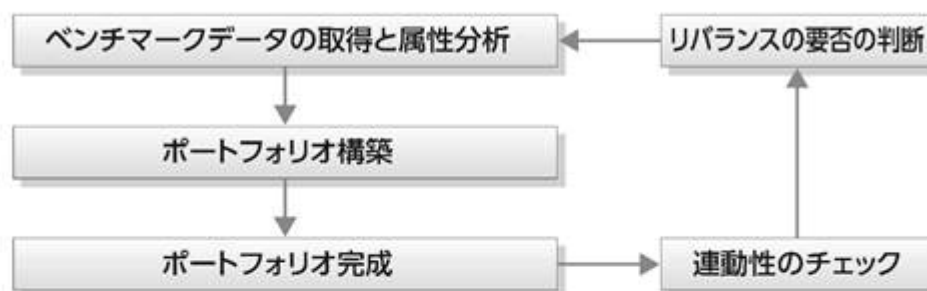 ベンチマークデータの取得と属性分析
リバランスの要否の判断
ポートフォリオ構築
ポートフォリオ完成
連動性のチェック